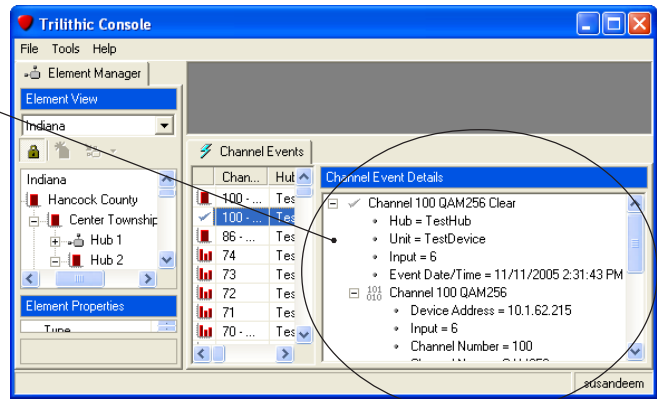 Trilithic Console
File Tools Help
Element Manager
Element View
Indiana
Indiana
Hancock County
Center Township
Hub 1
Hub 2
Element Properties
Type
Channel Events
Chan... Hub
100 - ... Tes
100 - ... Tes
86 - ... Tes
74 Tes
73 Tes
72 Tes
71 Tes
70 - ... Tes
Channel Event Details
Channel 100 QAM256 Clear
Hub = TestHub
Unit = TestDevice
Input = 6
Event Date/Time = 11/11/2005 2:31:43 PM
101
010
Channel 100 QAM256
Device Address = 10.1.62.215
Input = 6
Channel Number = 100
susandeem